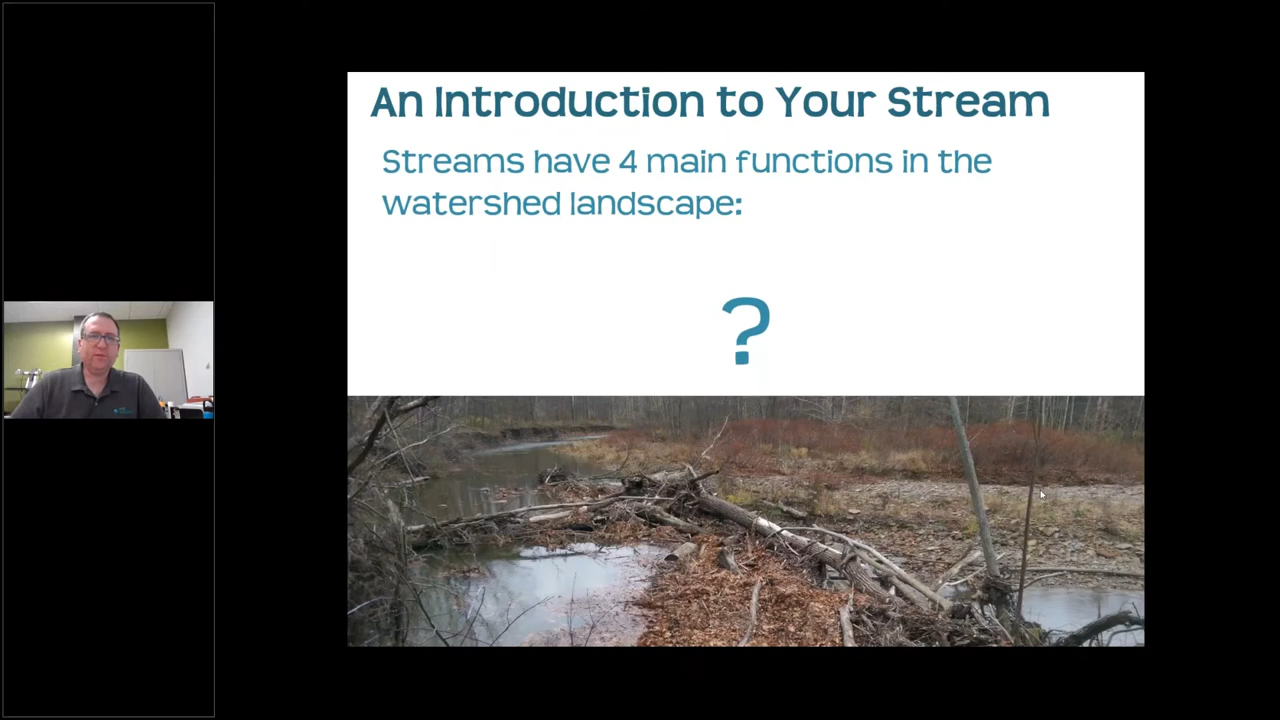 An Introduction to Your Stream
Streams have 4 main functions in the
watershed landscape:
?